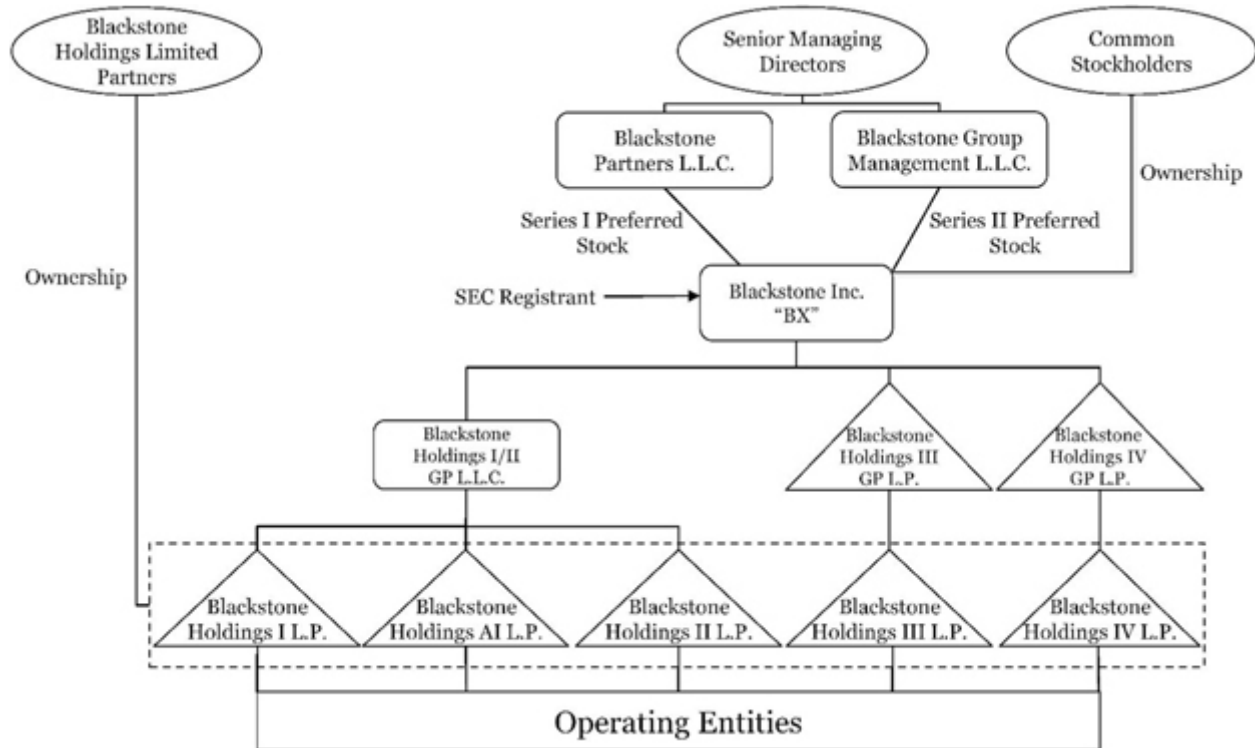 Blackstone
Holdings Limited
Partners
Senior Managing
Directors
Common
Stockholders
Blackstone
Partners L.L.C.
Blackstone Group
Management L.L.C.
Ownership
Series I Preferred
Stock
Series II Preferred
Stock
Ownership
SEC Registrant
Blackstone Inc.
“BX”
Blackstone
Holdings I/II
GP L.L.C.
Blackstone
Holdings III
GP L.P.
Blackstone
Holdings IV
GP L.P.
Blackstone
Holdings I L.P.
Blackstone
Holdings AI L.P.
Blackstone
Holdings II L.P.
Blackstone
Holdings III L.P.
Blackstone
Holdings IV L.P.
Operating Entities